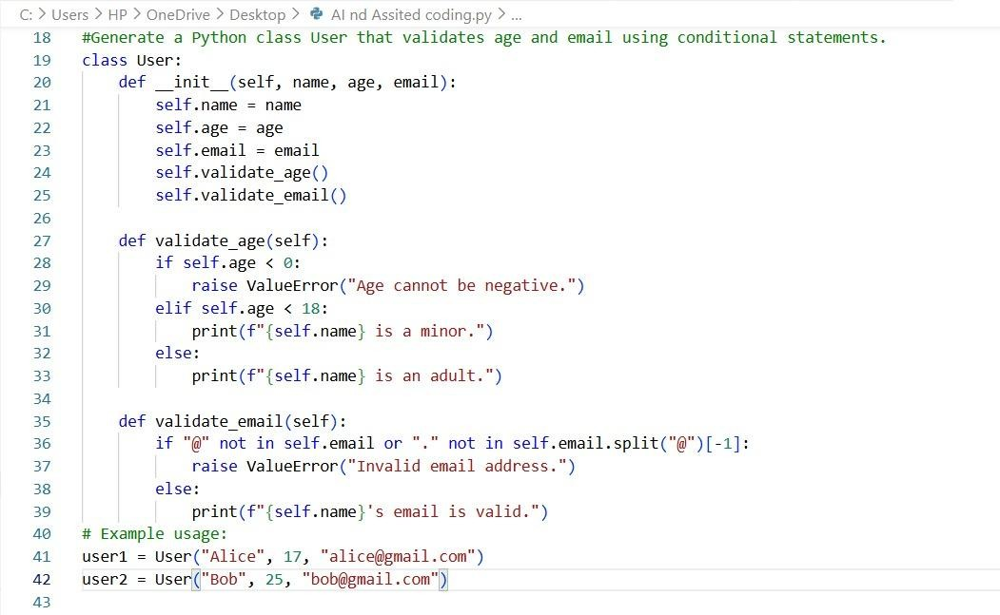 C: > Users > HP > OneDrive > Desktop > AI nd Assited coding.py > ...
18 #Generate a Python class User that validates age and email using conditional statements.
19 class User:
20     def __init__(self, name, age, email):
21         self.name = name
22         self.age = age
23         self.email = email
24         self.validate_age()
25         self.validate_email()
26
27     def validate_age(self):
28         if self.age < 0:
29             raise ValueError("Age cannot be negative.")
30         elif self.age < 18:
31             print(f"{self.name} is a minor.")
32         else:
33             print(f"{self.name} is an adult.")
34
35     def validate_email(self):
36         if "@" not in self.email or "." not in self.email.split("@")[-1]:
37             raise ValueError("Invalid email address.")
38         else:
39             print(f"{self.name}'s email is valid.")
40 # Example usage:
41 user1 = User("Alice", 17, "alice@gmail.com")
42 user2 = User("Bob", 25, "bob@gmail.com")
43